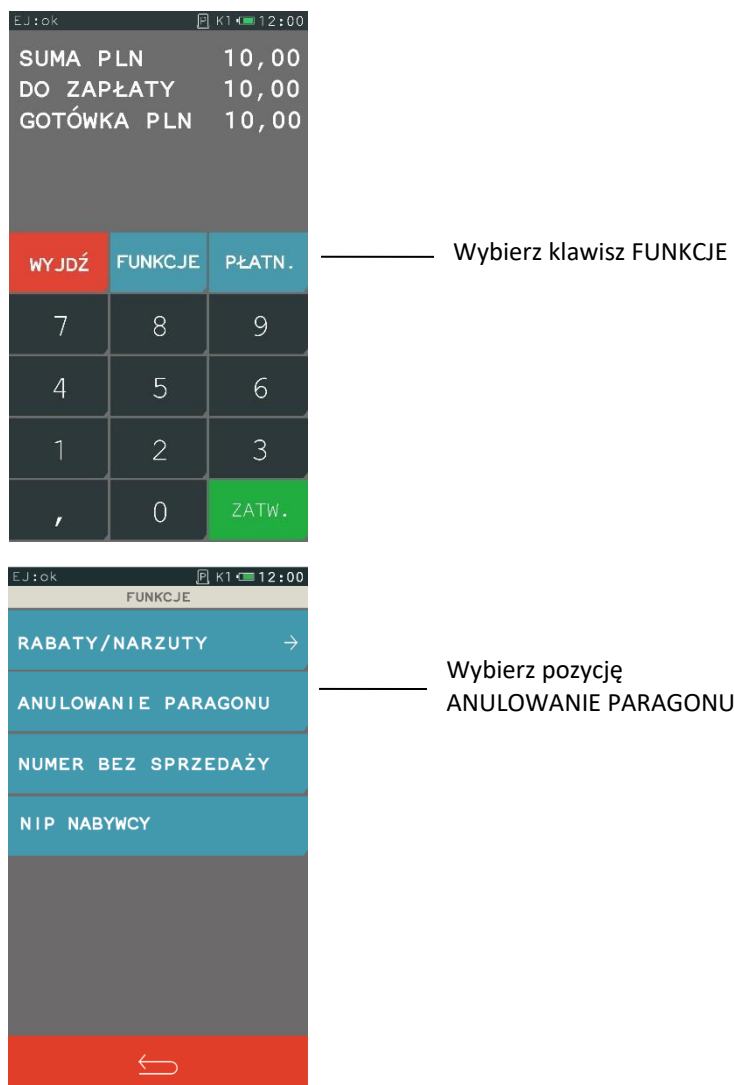 EJ:ok P K1 12:00
SUMA PLN 10,00
DO ZAPŁATY 10,00
GOTÓWKA PLN 10,00
WYJDŹ FUNKCJE PŁATN.
Wybierz klawisz FUNKCJE
7 8 9
4 5 6
1 2 3
, 0 ZATW.
EJ:ok P K1 12:00
FUNKCJE
RABATY/NARZUTY →
Wybierz pozycję
ANULOWANIE PARAGONU
ANULOWANIE PARAGONU
NUMER BEZ SPRZEDAŻY
NIP NABYWCY